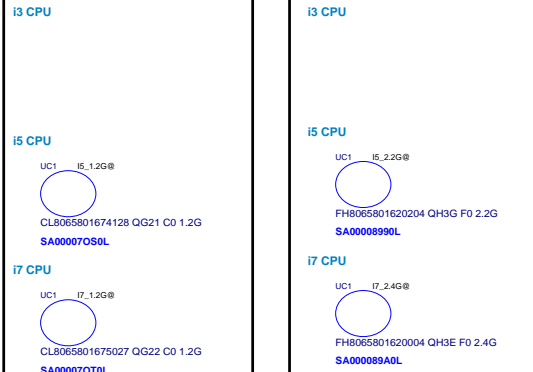 i3 CPU
i5 CPU
UC1 I5_1.2G@
CL8065801674128 QG21 C0 1.2G
SA00007OS0L
i7 CPU
UC1 I7_1.2G@
CL8065801675027 QG22 C0 1.2G
SA00007OT0L
i3 CPU
i5 CPU
UC1 I5_2.2G@
FH8065801620204 QH3G F0 2.2G
SA00008990L
i7 CPU
UC1 I7_2.4G@
FH8065801620004 QH3E F0 2.4G
SA000089A0L